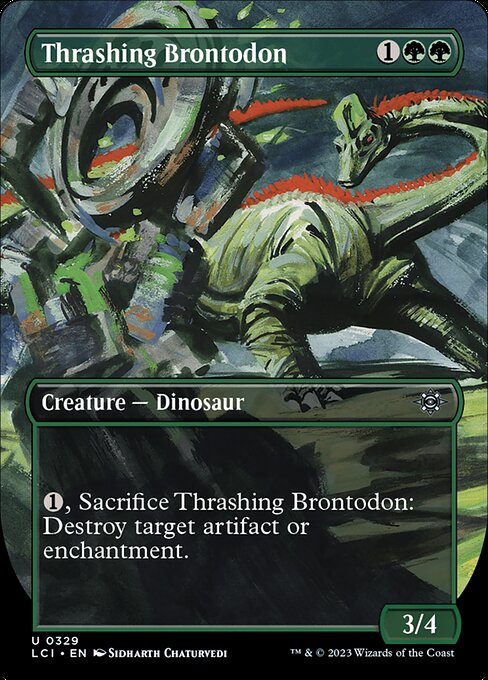 Thrashing Brontodon 1
Creature — Dinosaur
1, Sacrifice Thrashing Brontodon:
Destroy target artifact or
enchantment.
3/4
U 0329
LCI • EN Sidharth Chaturvedi ™ & © 2023 Wizards of the Coast